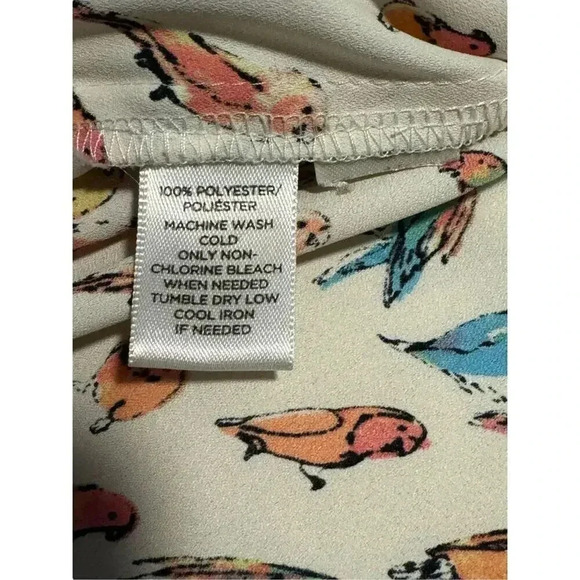 100% POLYESTER/
POLIÉSTER
MACHINE WASH
COLD
ONLY NON-
CHLORINE BLEACH
WHEN NEEDED
TUMBLE DRY LOW
COOL IRON
IF NEEDED